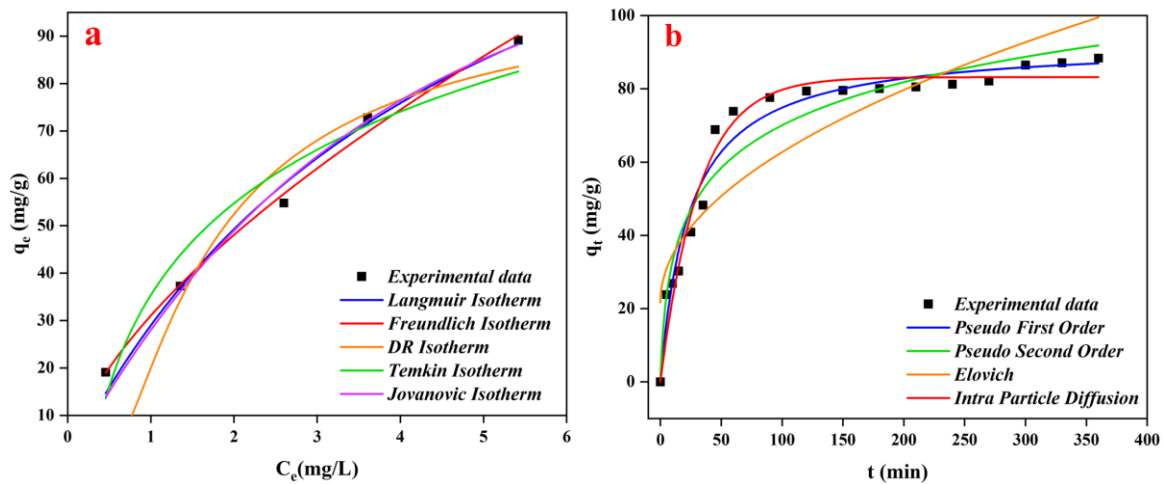 a
90
80
70
60
50
40
30
20
10
qe (mg/g)
Experimental data
Langmuir Isotherm
Freundlich Isotherm
DR Isotherm
Temkin Isotherm
Jovanovic Isotherm
0 1 2 3 4 5 6
Ce(mg/L)
b
100
80
60
40
20
0
qt (mg/g)
Experimental data
Pseudo First Order
Pseudo Second Order
Elovich
Intra Particle Diffusion
0 50 100 150 200 250 300 350 400
t (min)